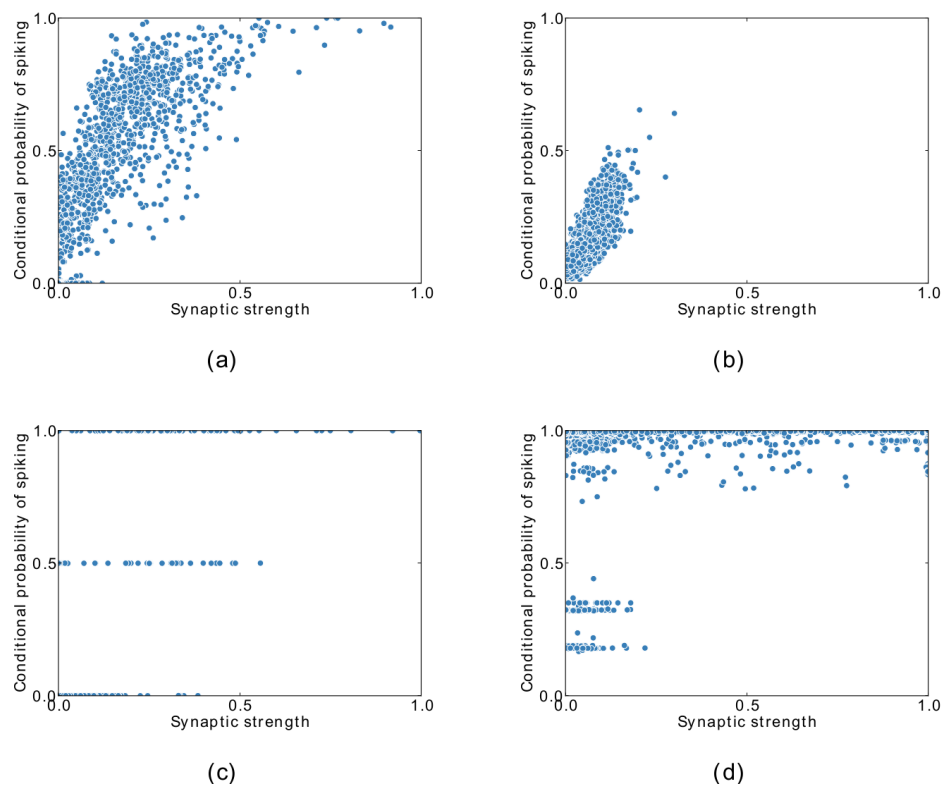 1.0 1.0
Conditional probability of spiking Conditional probability of spiking
0.5 0.5
0.0 0.0
0.0 0.5 1.0 0.0 0.5 1.0
Synaptic strength Synaptic strength
(a) (b)
1.0 1.0
Conditional probability of spiking Conditional probability of spiking
0.5 0.5
0.0 0.0
0.0 0.5 1.0 0.0 0.5 1.0
Synaptic strength Synaptic strength
(c) (d)